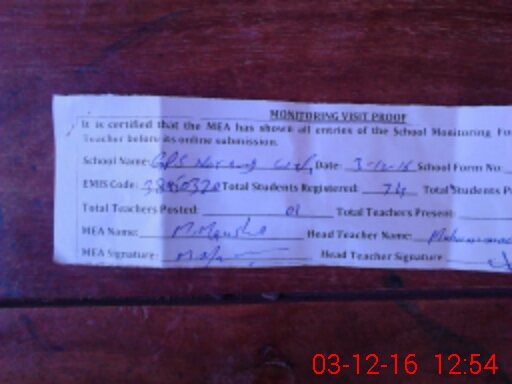 MONITORING VISIT PROOF
It is certified that the MEA has shown all entries of the School Monitoring Fo
Teacher before its online submission.
School Name: GPS Date: 3-12-16 School Form No:
EMIS Code: Total Students Registered: 74 Total Students P
Total Teachers Posted: 01 Total Teachers Present:
MEA Name: M. Head Teacher Name:
MEA Signature: Head Teacher Signature:
03-12-16 12:54